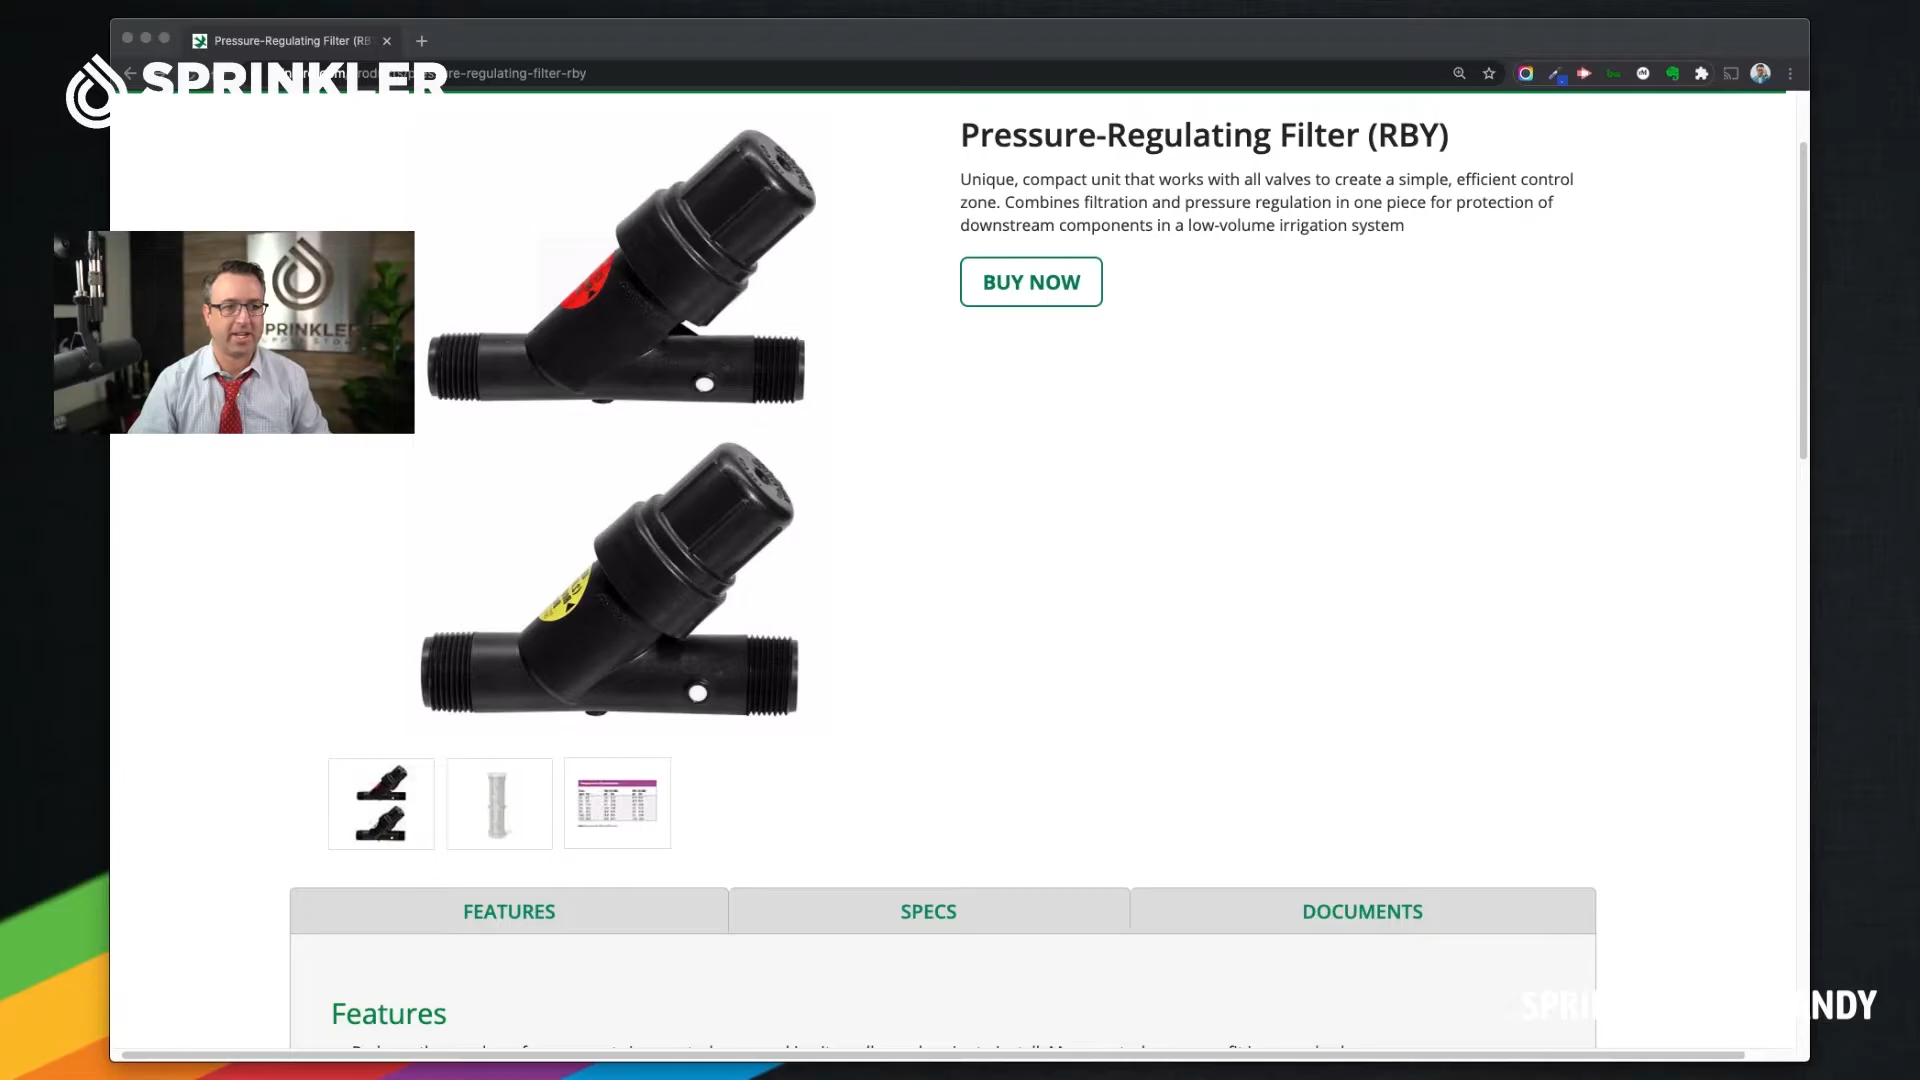 Pressure-Regulating Filter (RB
SPRINKLER
re-regulating-filter-rby
Pressure-Regulating Filter (RBY)
Unique, compact unit that works with all valves to create a simple, efficient control
zone. Combines filtration and pressure regulation in one piece for protection of
downstream components in a low-volume irrigation system
BUY NOW
PRINKLER
FEATURES
SPECS
DOCUMENTS
Features
SPRI
NDY